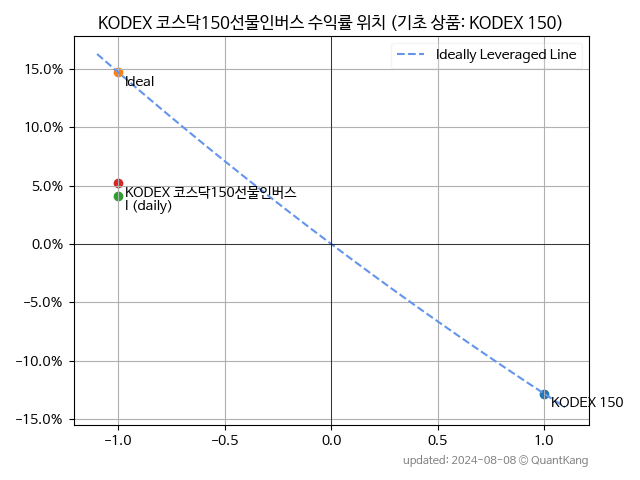 KODEX 코스닥150선물인버스 수익률 위치 (기초 상품: KODEX 150)
Ideally Leveraged Line
15.0%
Ideal
10.0%
5.0%
KODEX 코스닥150선물인버스
I (daily)
0.0%
−5.0%
−10.0%
KODEX 150
−15.0%
−1.0 −0.5 0.0 0.5 1.0
updated: 2024-08-08 © QuantKang